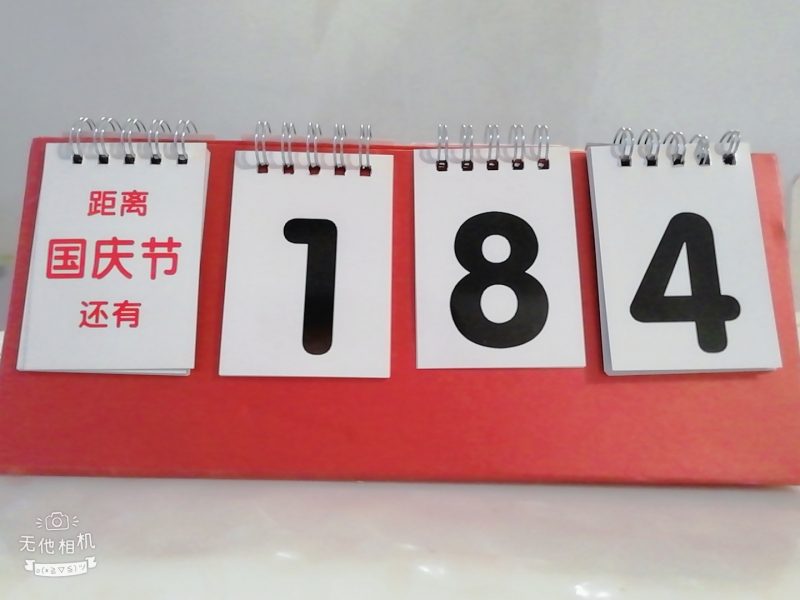 距离
国庆节
还有
1 8 4
无他相机